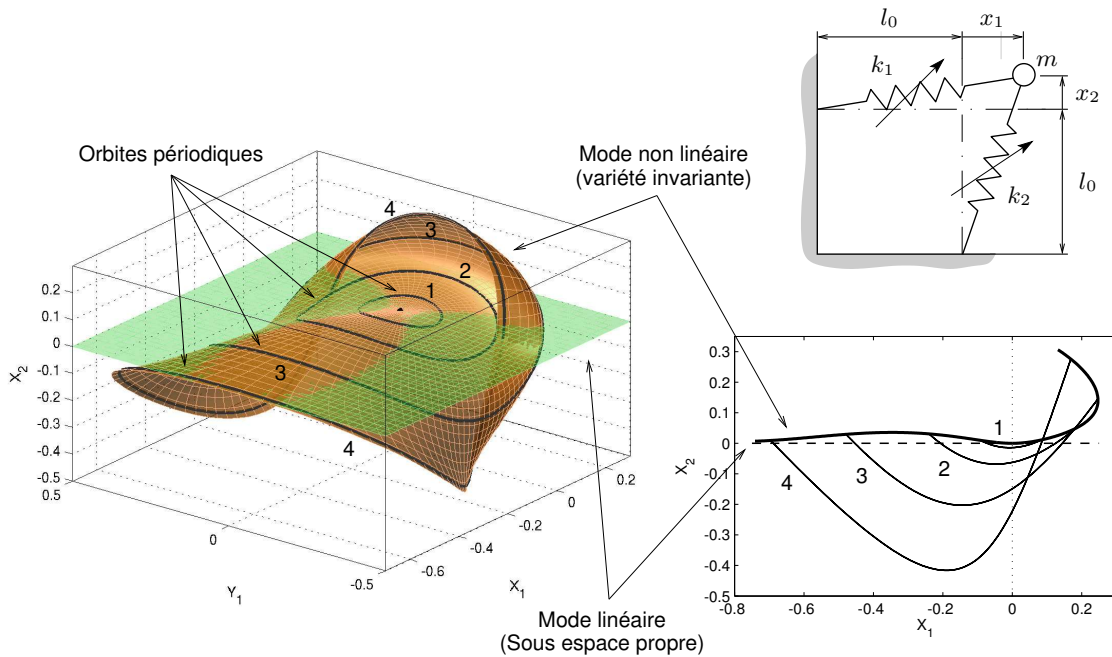 l₀
x₁
k₁
m
x₂
k₂
l₀
Orbites périodiques
Mode non linéaire
(variété invariante)
4
3
2
1
3
4
0.2
0.1
0
-0.1
-0.2
-0.3
-0.4
-0.5
X₂
0.5
0
-0.5
Y₁
-0.6
-0.4
-0.2
0
0.2
X₁
Mode linéaire
(Sous espace propre)
0.3
0.2
0.1
0
-0.1
-0.2
-0.3
-0.4
-0.5
X₂
1
2
3
4
-0.8
-0.6
-0.4
-0.2
0
0.2
X₁